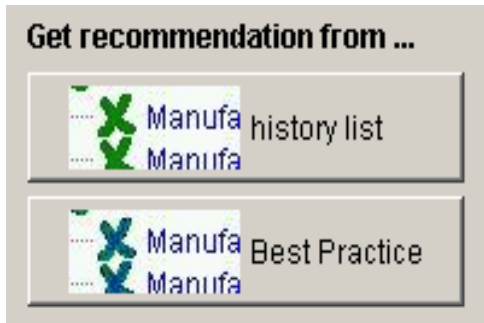 Get recommendation from ...
Manufa history list
Manufa
Manufa Best Practice
Manufa